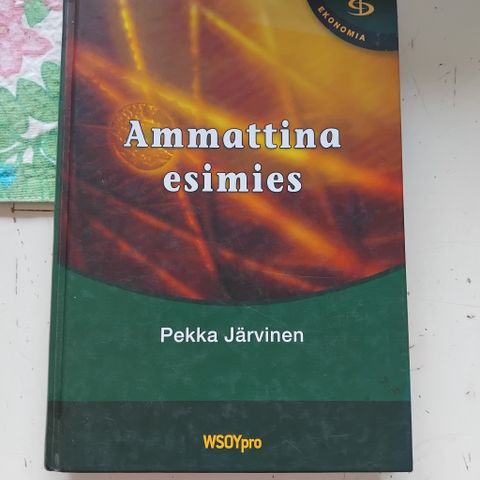 EKONOMIA
Ammattina
esimies
Pekka Järvinen
WSOYpro